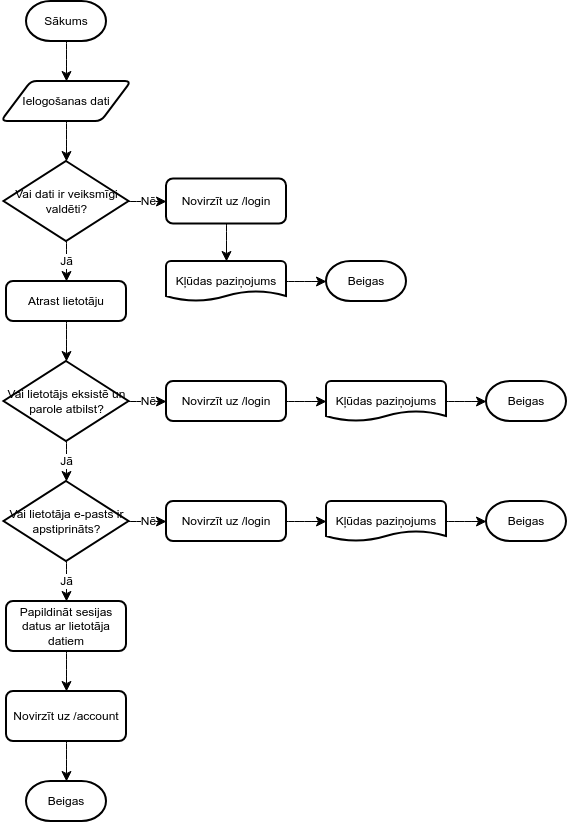 Sākums
Ielogošanas dati
Vai dati ir veiksmīgi
valdēti?
Nē
Novirzīt uz /login
Jā
Kļūdas paziņojums
Beigas
Atrast lietotāju
Vai lietotājs eksistē un
parole atbilst?
Nē
Novirzīt uz /login
Kļūdas paziņojums
Beigas
Jā
Vai lietotāja e-pasts ir
apstiprināts?
Nē
Novirzīt uz /login
Kļūdas paziņojums
Beigas
Jā
Papildināt sesijas
datus ar lietotāja
datiem
Novirzīt uz /account
Beigas